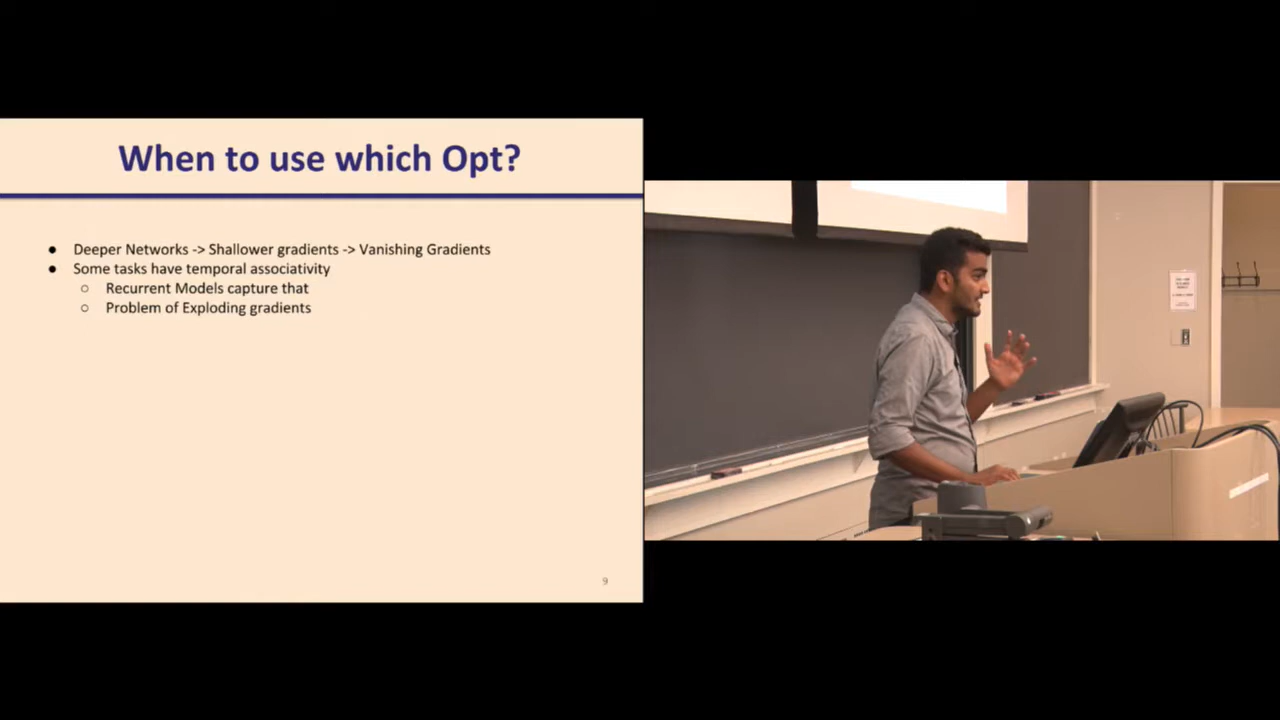 When to use which Opt?
● Deeper Networks -> Shallower gradients -> Vanishing Gradients
● Some tasks have temporal associativity
○ Recurrent Models capture that
○ Problem of Exploding gradients
9